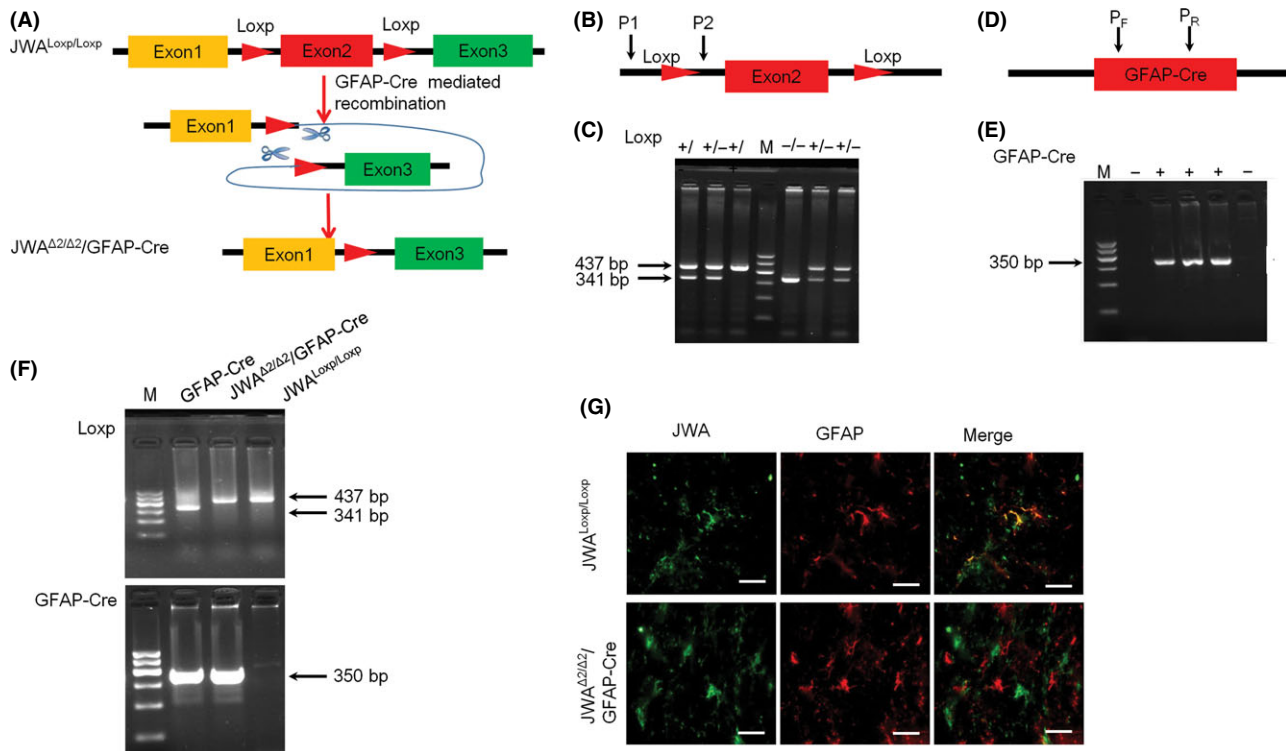 (A)
Loxp Loxp
JWA^Loxp/Loxp Exon1 Exon2 Exon3
GFAP-Cre mediated
recombination
Exon1
Exon3
JWA^Δ2/Δ2/GFAP-Cre Exon1 Exon3
(B)
P1 P2
Loxp Loxp
Exon2
(C)
Loxp +/ +/− +/ M −/− +/− +/−
437 bp
341 bp
(D)
P_F P_R
GFAP-Cre
(E)
GFAP-Cre
M − + + + −
350 bp
(F)
M GFAP-Cre JWA^Δ2/Δ2/GFAP-Cre JWA^Loxp/Loxp
Loxp
437 bp
341 bp
GFAP-Cre
350 bp
(G)
JWA GFAP Merge
JWA^Loxp/Loxp
JWA^Δ2/Δ2/
GFAP-Cre